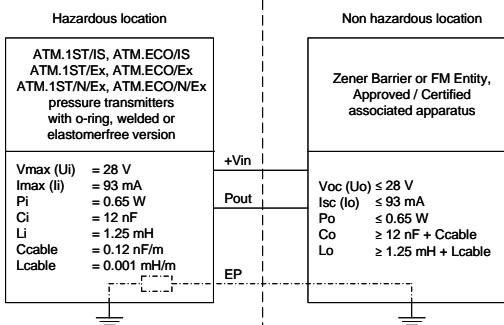 Hazardous location
Non hazardous location
ATM.1ST/IS, ATM.ECO/IS
ATM.1ST/Ex, ATM.ECO/Ex
ATM.1ST/N/Ex, ATM.ECO/N/Ex
pressure transmitters
with o-ring, welded or
elastomerfree version
Zener Barrier or FM Entity,
Approved / Certified
associated apparatus
Vmax (Ui) = 28 V
Imax (Ii) = 93 mA
Pi = 0.65 W
Ci = 12 nF
Li = 1.25 mH
Ccable = 0.12 nF/m
Lcable = 0.001 mH/m
+Vin
Pout
EP
Voc (Uo) ≤ 28 V
Isc (Io) ≤ 93 mA
Po ≤ 0.65 W
Co ≥ 12 nF + Ccable
Lo ≥ 1.25 mH + Lcable